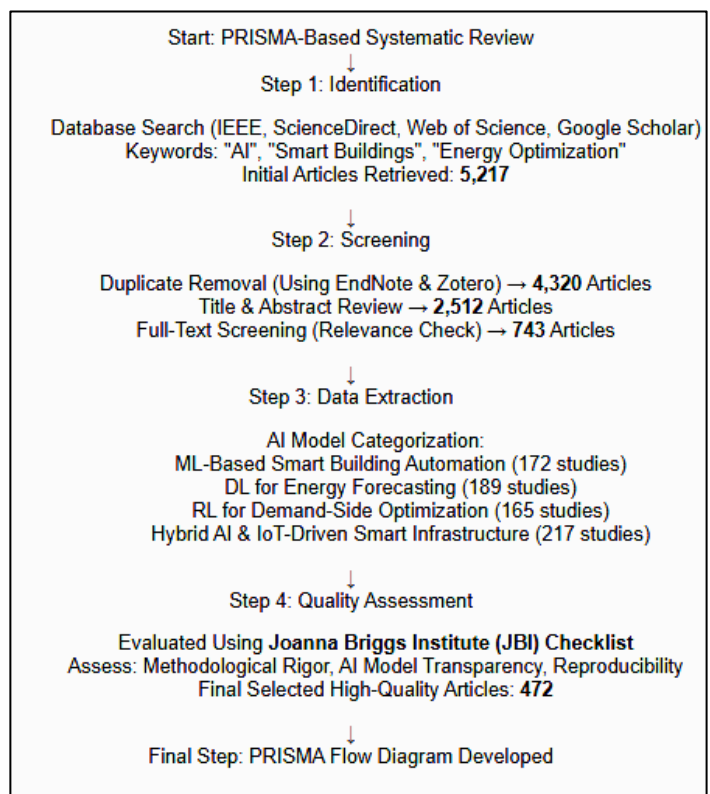 Start: PRISMA-Based Systematic Review
↓
Step 1: Identification
Database Search (IEEE, ScienceDirect, Web of Science, Google Scholar)
Keywords: "AI", "Smart Buildings", "Energy Optimization"
Initial Articles Retrieved: 5,217
↓
Step 2: Screening
Duplicate Removal (Using EndNote & Zotero) → 4,320 Articles
Title & Abstract Review → 2,512 Articles
Full-Text Screening (Relevance Check) → 743 Articles
↓
Step 3: Data Extraction
AI Model Categorization:
ML-Based Smart Building Automation (172 studies)
DL for Energy Forecasting (189 studies)
RL for Demand-Side Optimization (165 studies)
Hybrid AI & IoT-Driven Smart Infrastructure (217 studies)
↓
Step 4: Quality Assessment
Evaluated Using Joanna Briggs Institute (JBI) Checklist
Assess: Methodological Rigor, AI Model Transparency, Reproducibility
Final Selected High-Quality Articles: 472
↓
Final Step: PRISMA Flow Diagram Developed